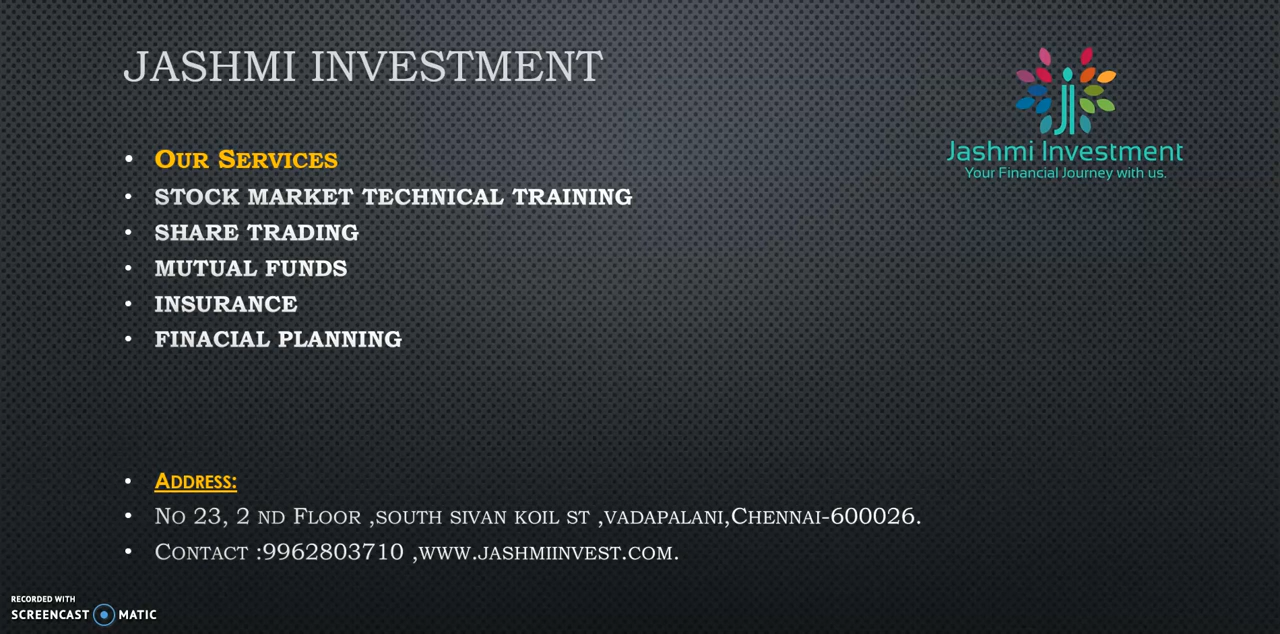 JASHMI INVESTMENT
Jashmi Investment
Your Financial Journey with us.
• OUR SERVICES
• STOCK MARKET TECHNICAL TRAINING
• SHARE TRADING
• MUTUAL FUNDS
• INSURANCE
• FINACIAL PLANNING
• ADDRESS:
• NO 23, 2 ND FLOOR ,SOUTH SIVAN KOIL ST ,VADAPALANI,CHENNAI-600026.
• CONTACT :9962803710 ,WWW.JASHMIINVEST.COM.
RECORDED WITH
SCREENCAST MATIC